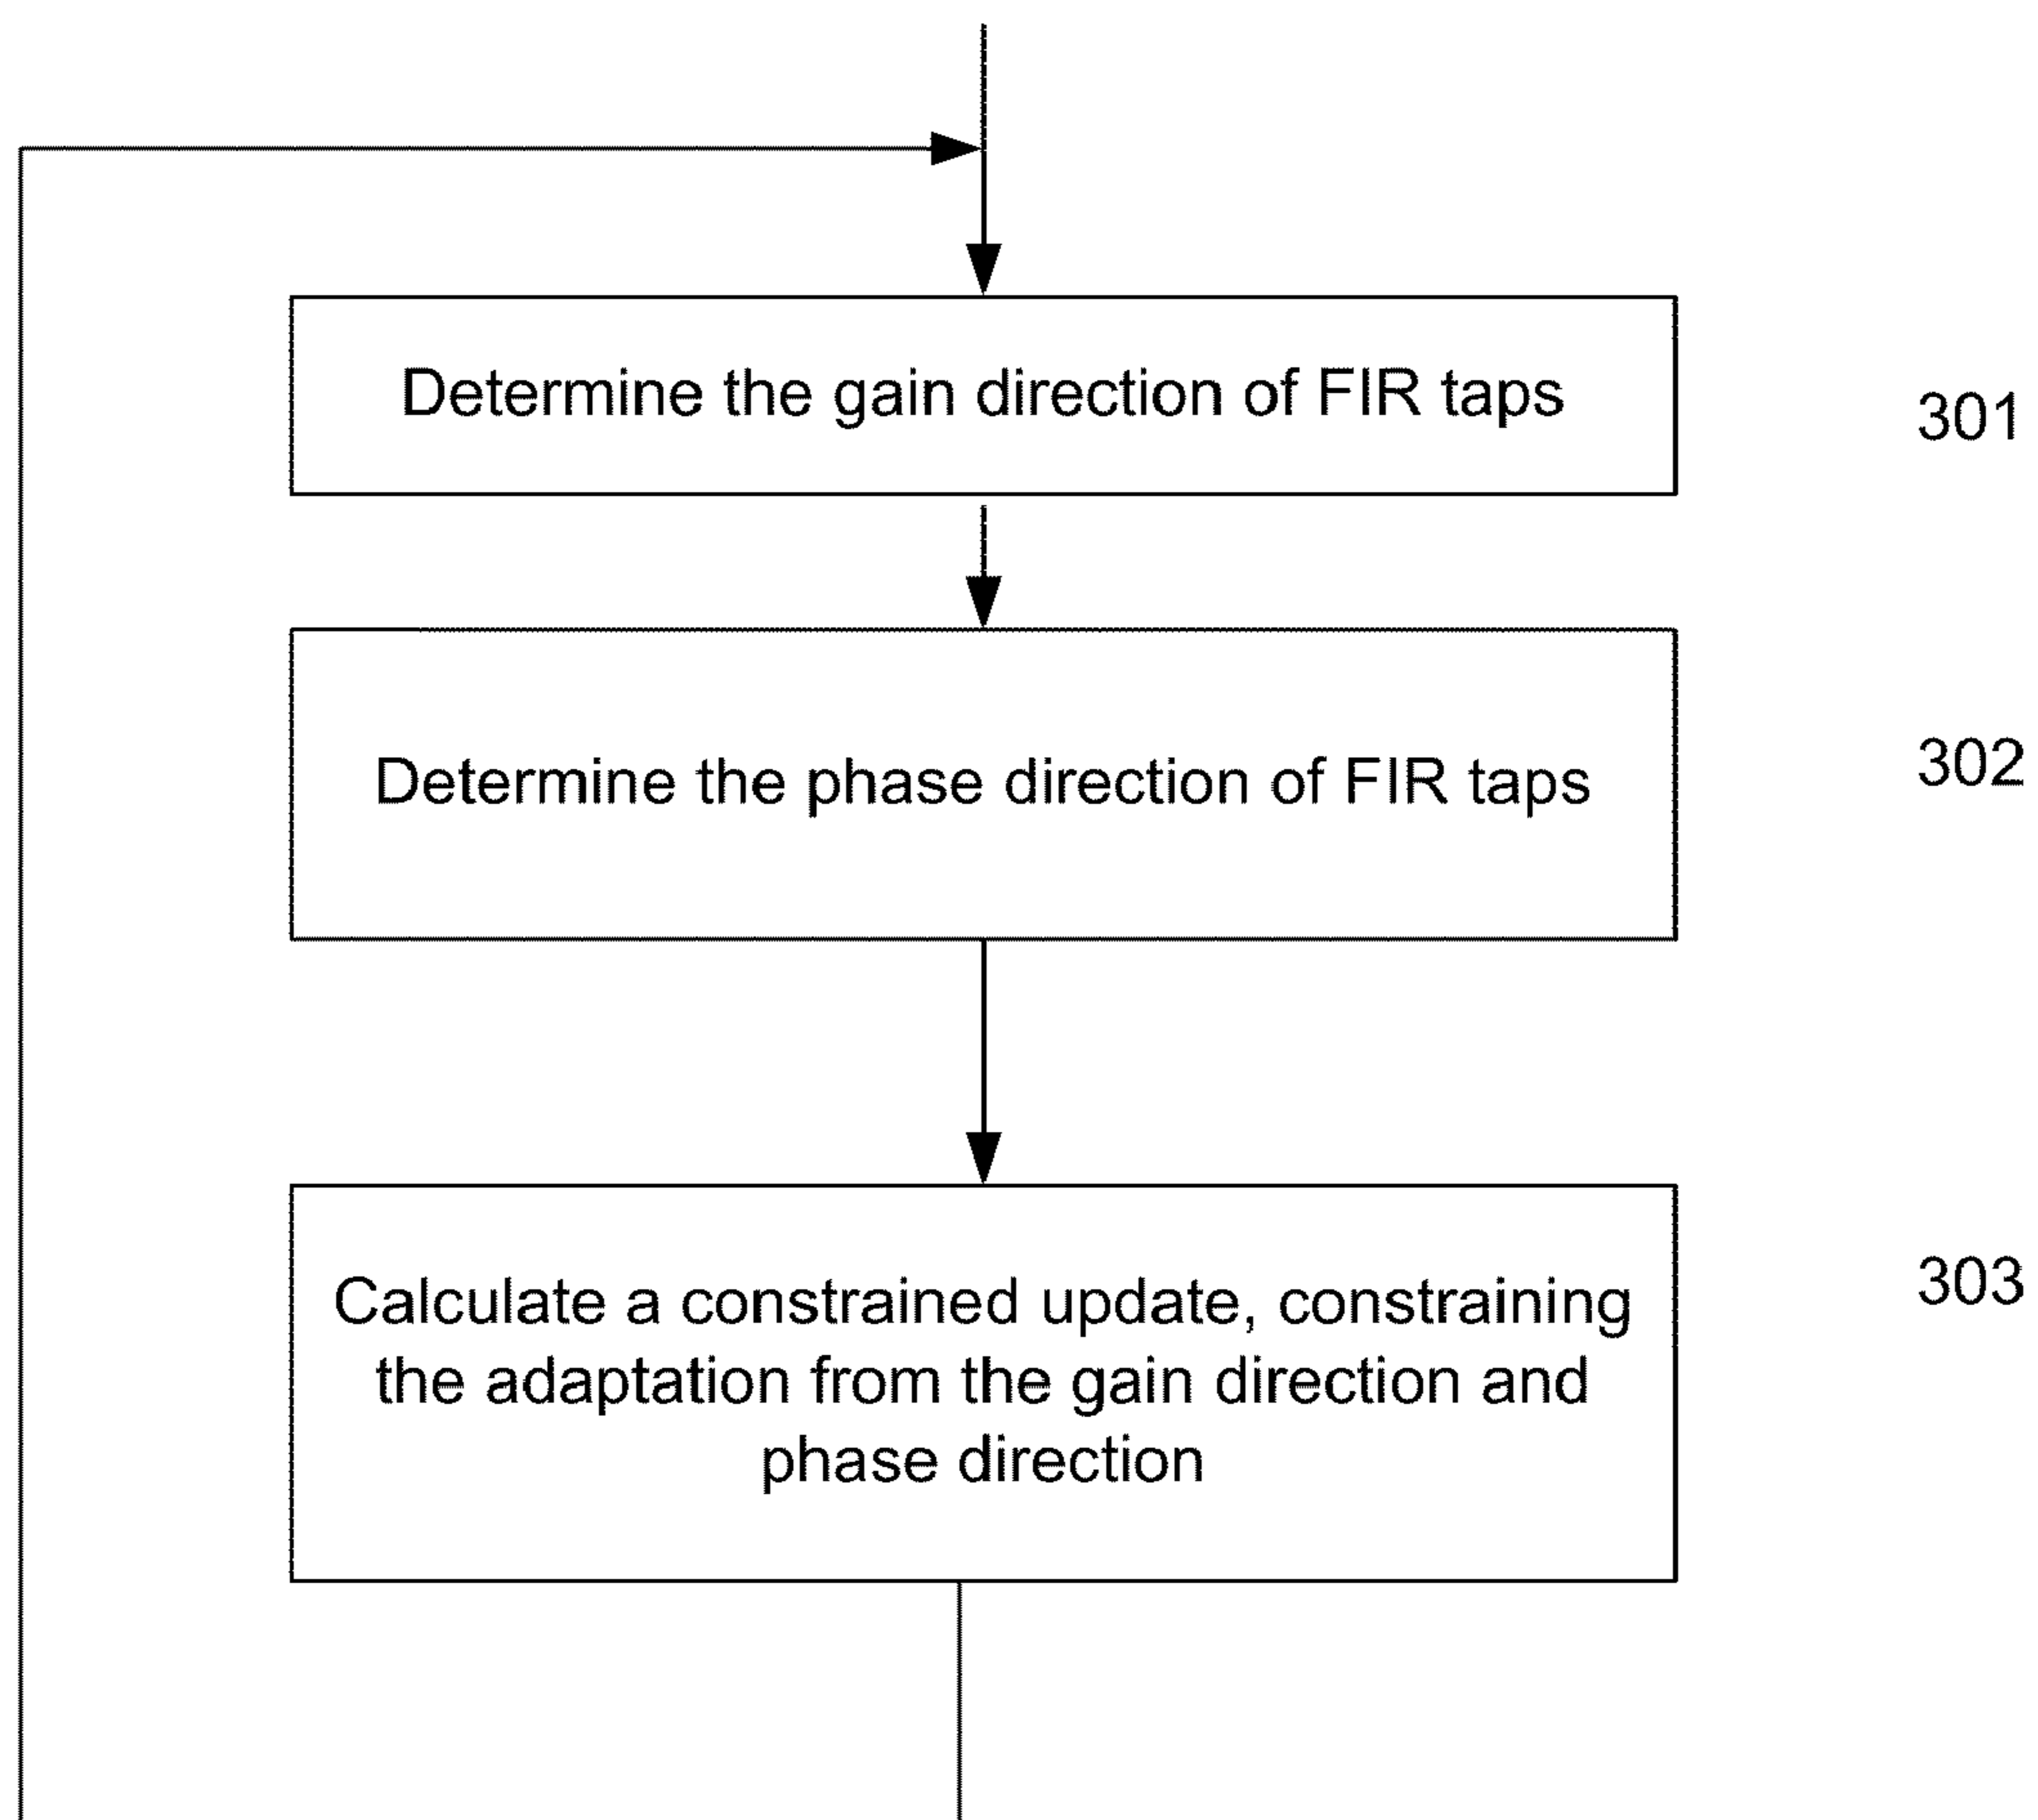 Determine the gain direction of FIR taps
301
Determine the phase direction of FIR taps
302
Calculate a constrained update, constraining
the adaptation from the gain direction and
phase direction
303